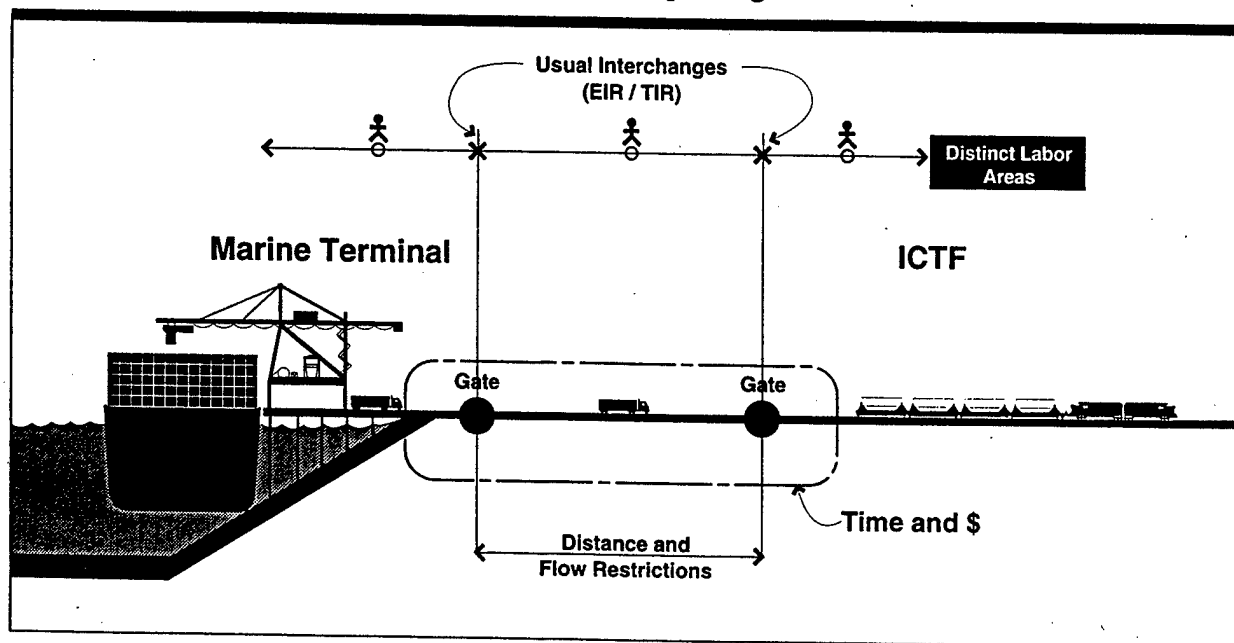 Usual Interchanges
(EIR / TIR)
Distinct Labor
Areas
Marine Terminal
ICTF
Gate
Gate
Time and $
Distance and
Flow Restrictions